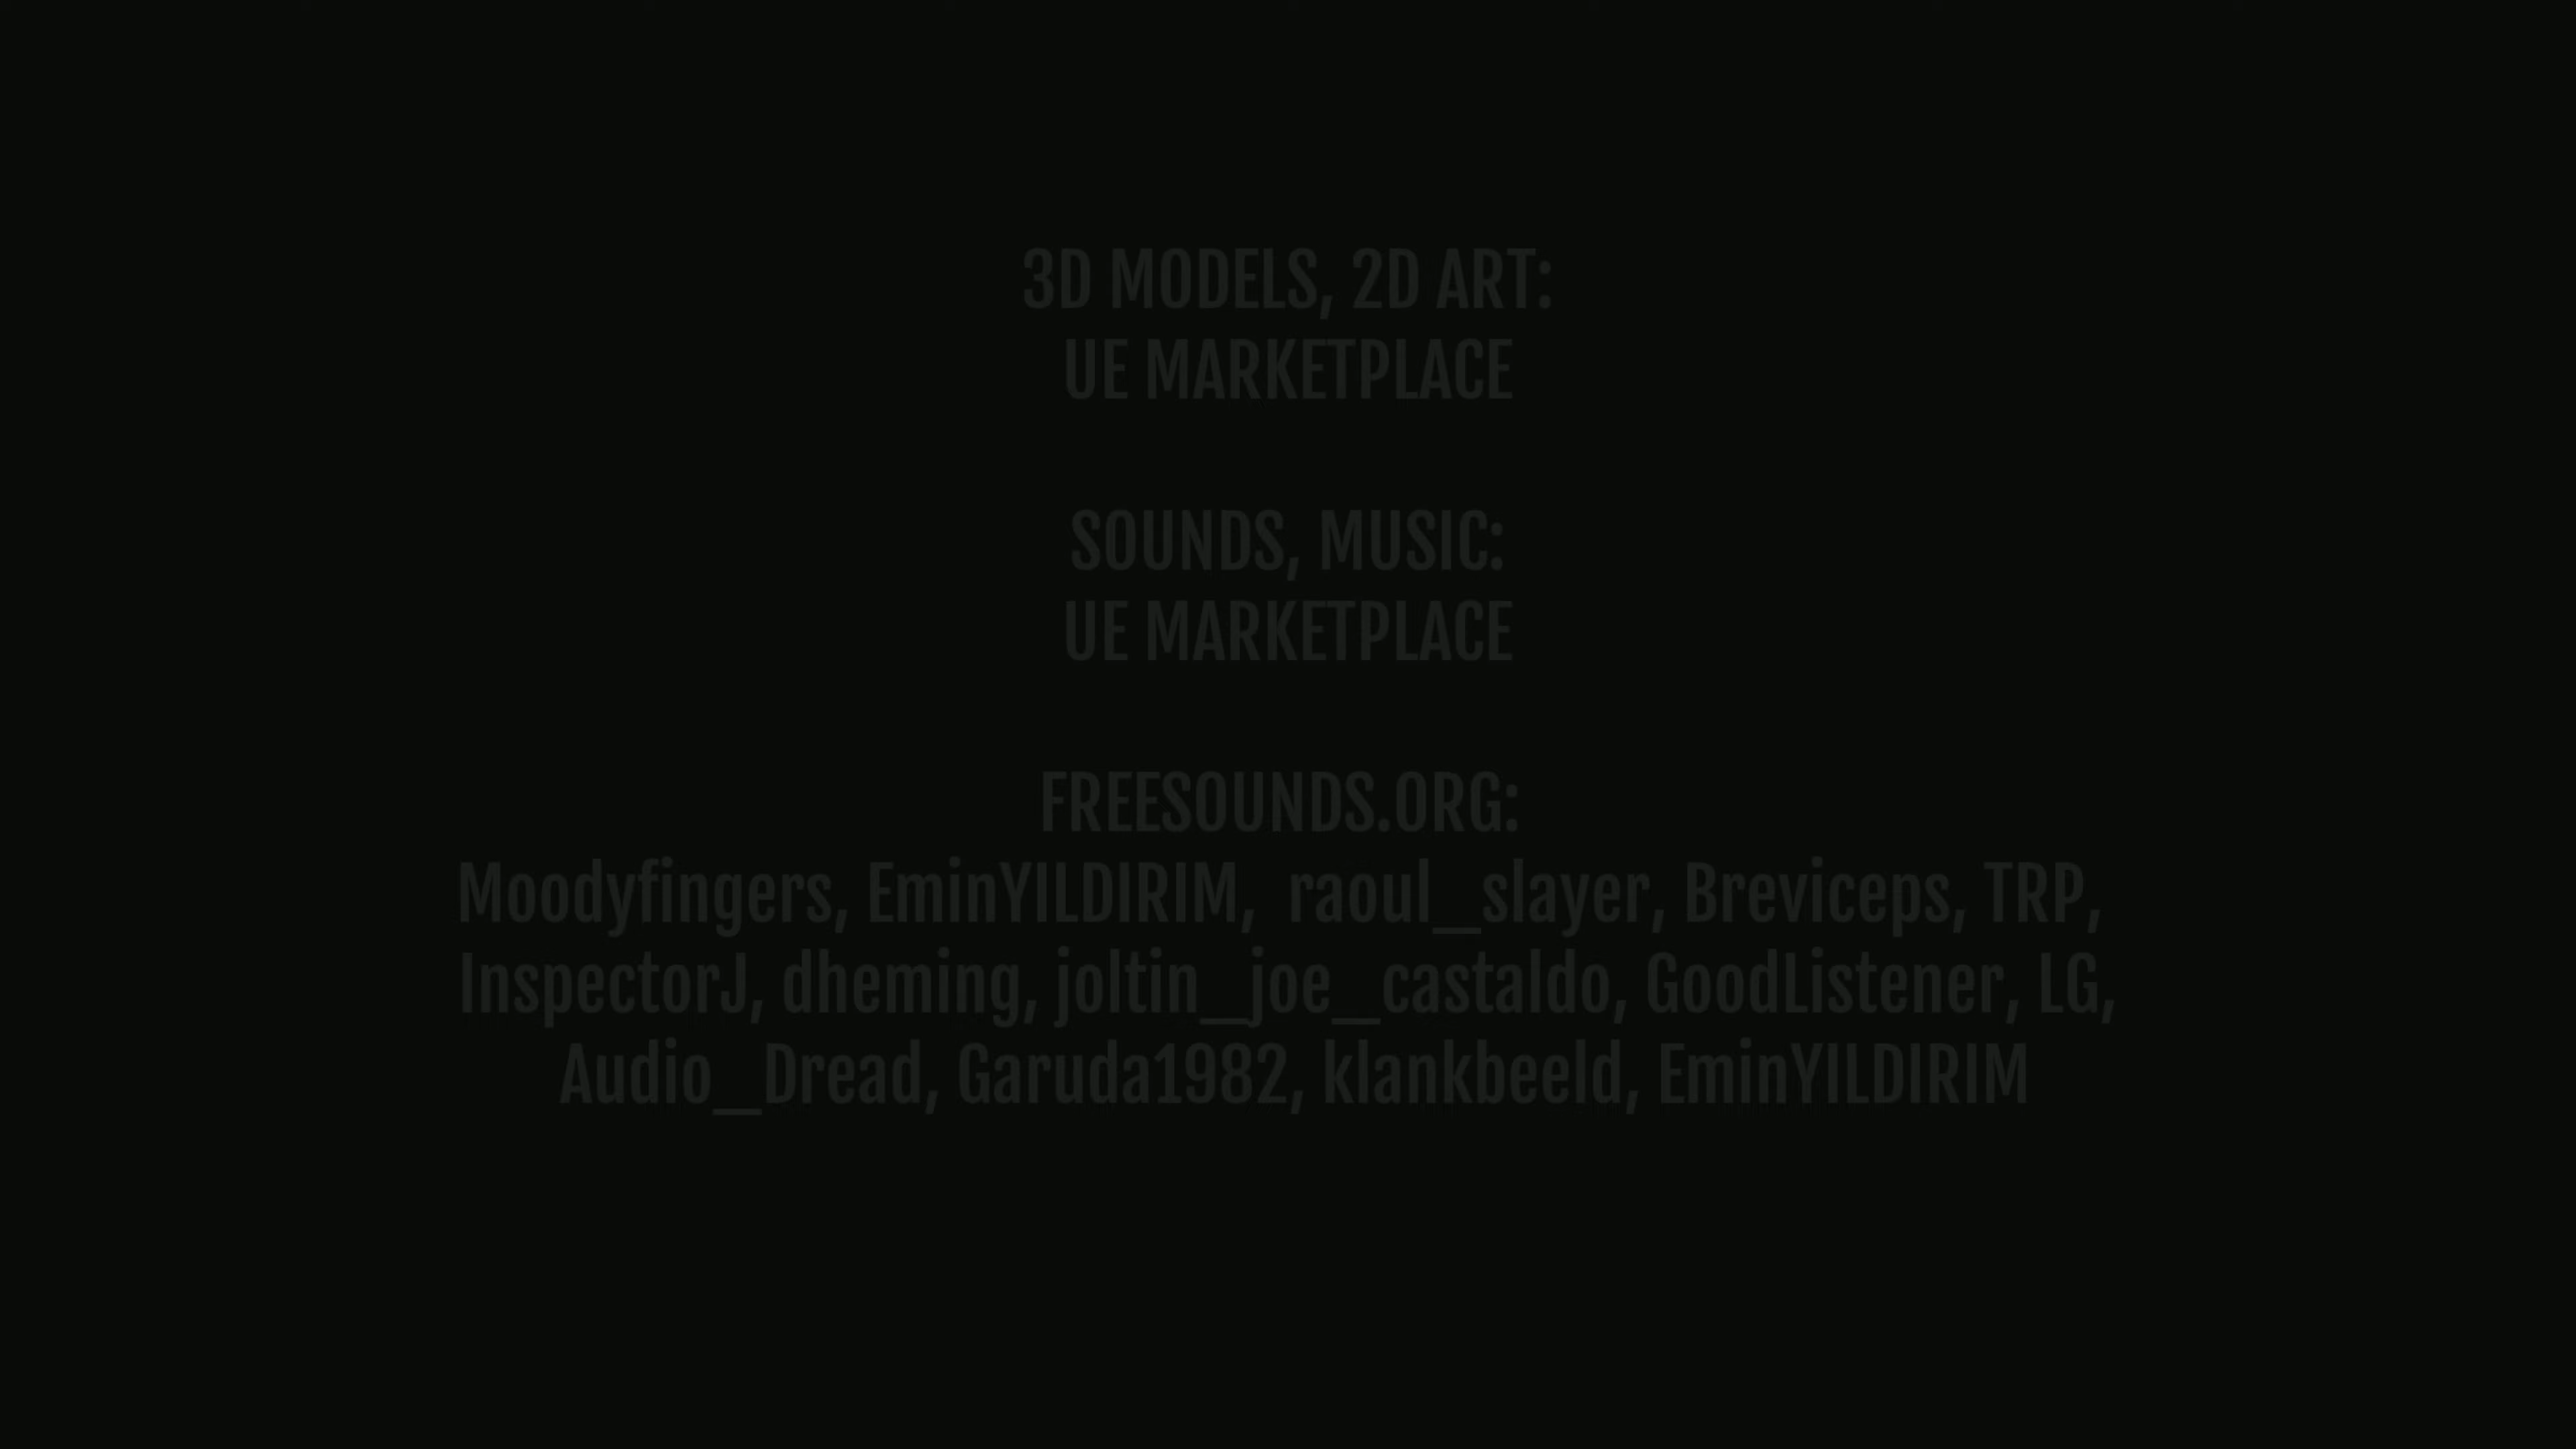 3D MODELS, 2D ART:
UE MARKETPLACE
SOUNDS, MUSIC:
UE MARKETPLACE
FREESOUNDS.ORG:
Moodyfingers, EminYILDIRIM,  raoul_slayer, Breviceps, TRP,
InspectorJ, dheming, joltin_joe_castaldo, GoodListener, LG,
Audio_Dread, Garuda1982, klankbeeld, EminYILDIRIM